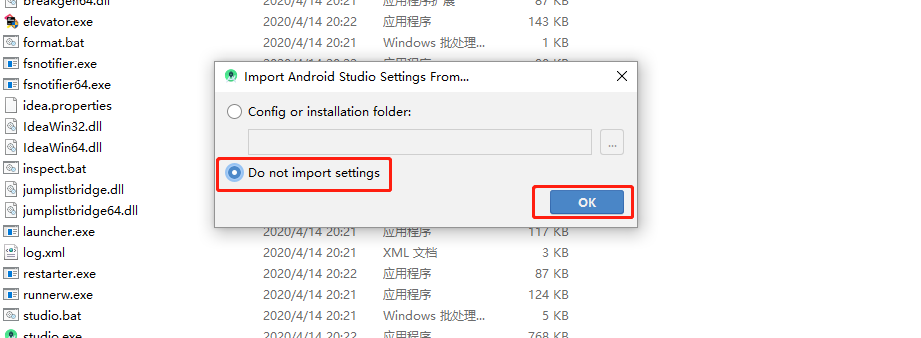 breakgen64.dll 2020/4/14 20:21 应用程序扩展 87 KB
elevator.exe 2020/4/14 20:22 应用程序 143 KB
format.bat 2020/4/14 20:21 Windows 批处理... 1 KB
fsnotifier.exe
fsnotifier64.exe
idea.properties
IdeaWin32.dll
IdeaWin64.dll
inspect.bat
jumplistbridge.dll
jumplistbridge64.dll
launcher.exe 2020/4/14 20:21 应用程序 117 KB
log.xml 2020/4/14 20:21 XML 文档 3 KB
restarter.exe 2020/4/14 20:22 应用程序 87 KB
runnerw.exe 2020/4/14 20:21 应用程序 124 KB
studio.bat 2020/4/14 20:21 Windows 批处理... 5 KB
studio.exe 2020/4/14 20:22 应用程序 768 KB
Import Android Studio Settings From...
Config or installation folder:
...
Do not import settings
OK